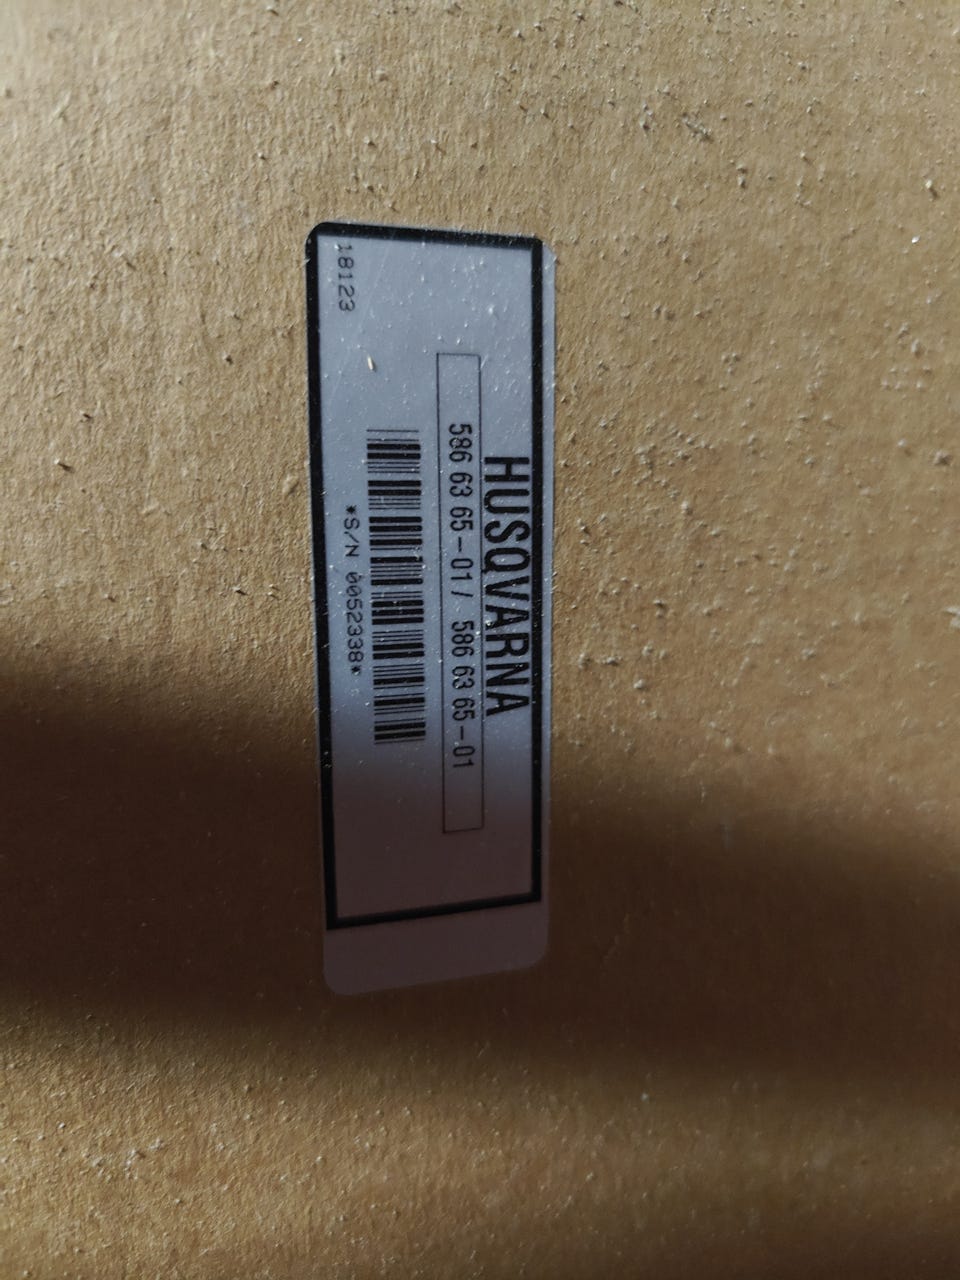 HUSQVARNA
586 63 65-01 / 586 63 65-01
*S/N 0052338*
18123